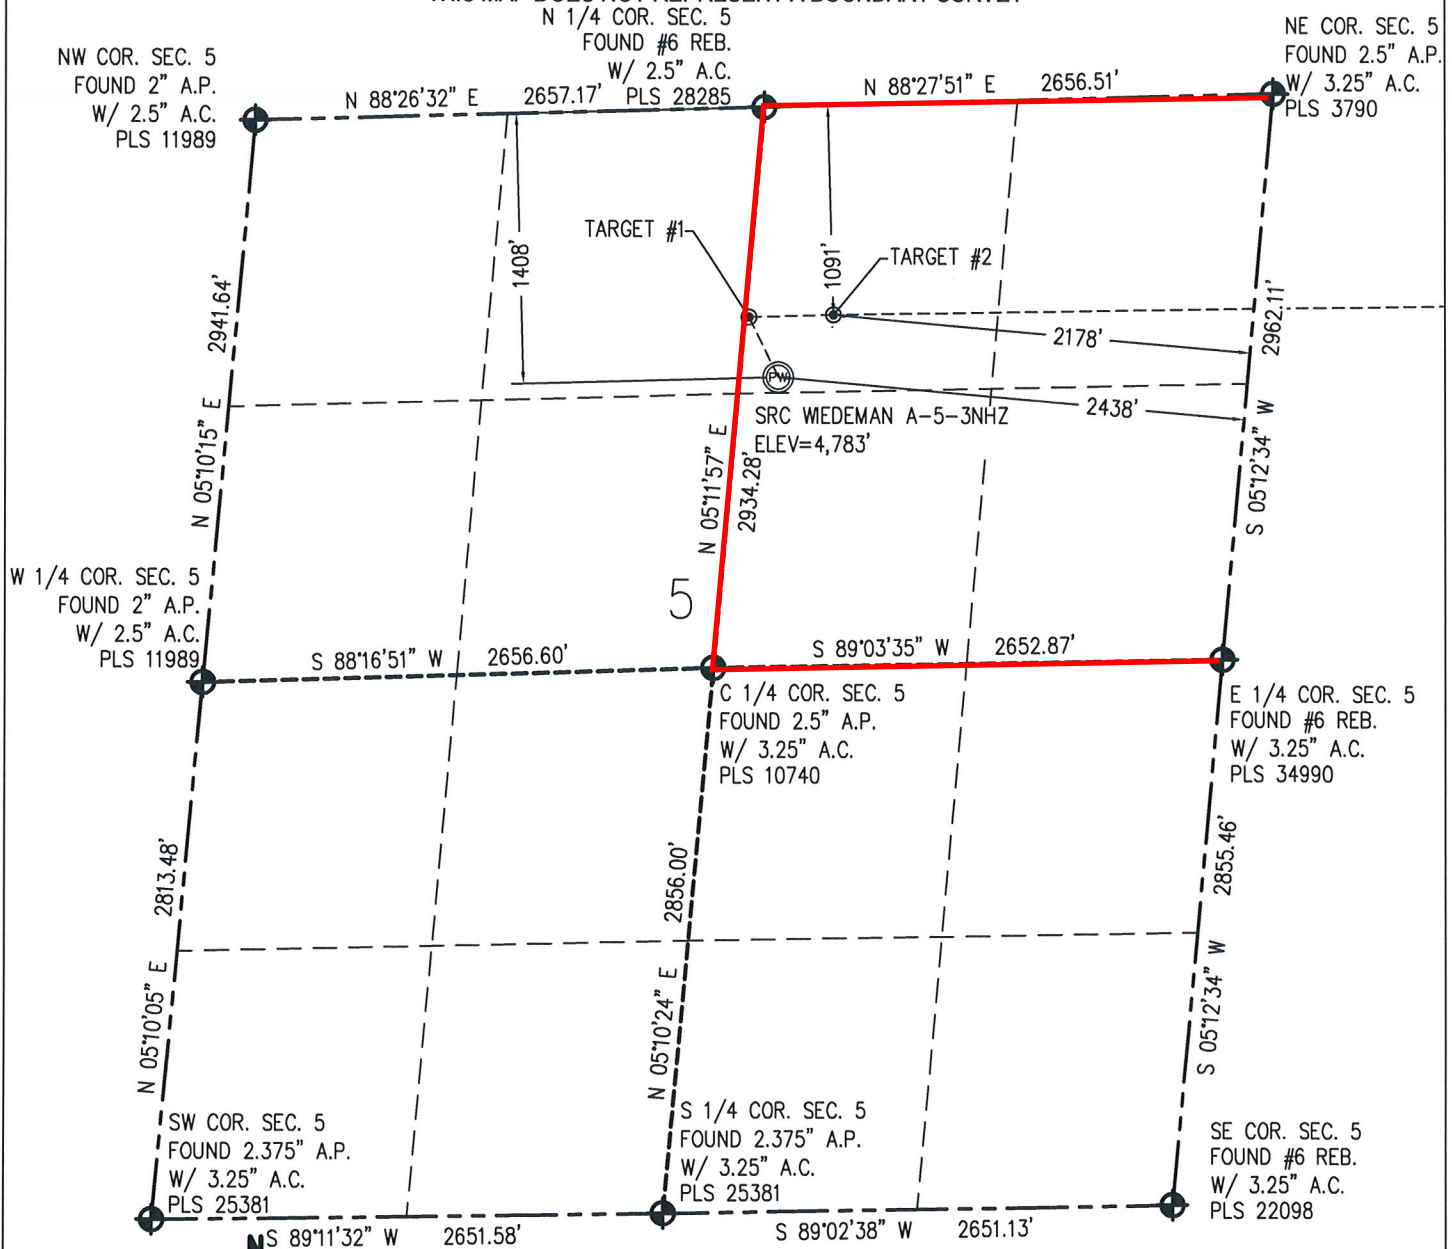 N 1/4 COR. SEC. 5
FOUND #6 REB.
W/ 2.5" A.C.
PLS 28285
NE COR. SEC. 5
FOUND 2.5" A.P.
W/ 3.25" A.C.
PLS 3790
NW COR. SEC. 5
FOUND 2" A.P.
W/ 2.5" A.C.
PLS 11989
N 88°26'32" E 2657.17'
N 88°27'51" E 2656.51'
TARGET #1
TARGET #2
1408'
1091'
2941.64'
2962.11'
2178'
PW
2438'
SRC WIEDEMAN A-5-3NHZ
ELEV=4,783'
N 05°10'15" E
N 05°11'57" E
2934.28'
S 05°12'34" W
W 1/4 COR. SEC. 5
FOUND 2" A.P.
W/ 2.5" A.C.
PLS 11989
5
S 88°16'51" W 2656.60'
S 89°03'35" W 2652.87'
C 1/4 COR. SEC. 5
FOUND 2.5" A.P.
W/ 3.25" A.C.
PLS 10740
E 1/4 COR. SEC. 5
FOUND #6 REB.
W/ 3.25" A.C.
PLS 34990
2813.48'
2856.00'
2855.46'
N 05°10'05" E
N 05°10'24" E
S 05°12'34" W
SW COR. SEC. 5
FOUND 2.375" A.P.
W/ 3.25" A.C.
PLS 25381
S 1/4 COR. SEC. 5
FOUND 2.375" A.P.
W/ 3.25" A.C.
PLS 25381
SE COR. SEC. 5
FOUND #6 REB.
W/ 3.25" A.C.
PLS 22098
N
S 89°11'32" W 2651.58'
S 89°02'38" W 2651.13'